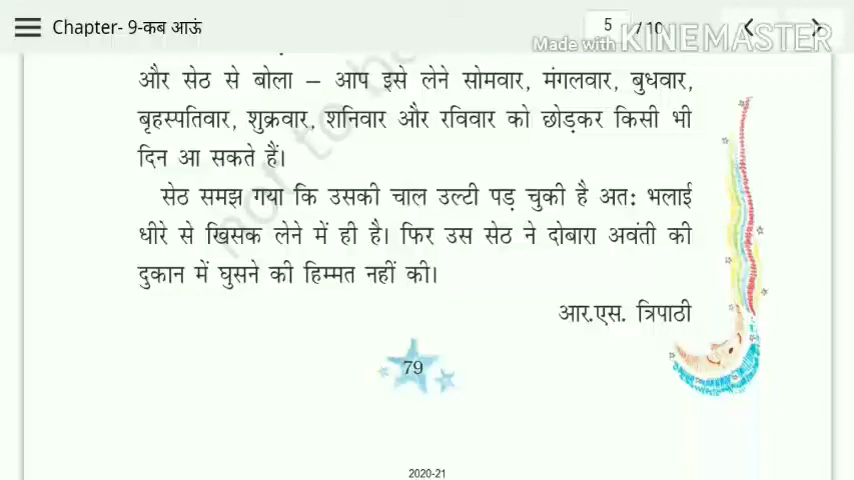 Chapter- 9-कब आऊं
5 / 10
Made with KINEMASTER
और सेठ से बोला – आप इसे लेने सोमवार, मंगलवार, बुधवार,
बृहस्पतिवार, शुक्रवार, शनिवार और रविवार को छोड़कर किसी भी
दिन आ सकते हैं।
सेठ समझ गया कि उसकी चाल उल्टी पड़ चुकी है अतः भलाई
धीरे से खिसक लेने में ही है। फिर उस सेठ ने दोबारा अवंती की
दुकान में घुसने की हिम्मत नहीं की।
आर.एस. त्रिपाठी
79
2020-21